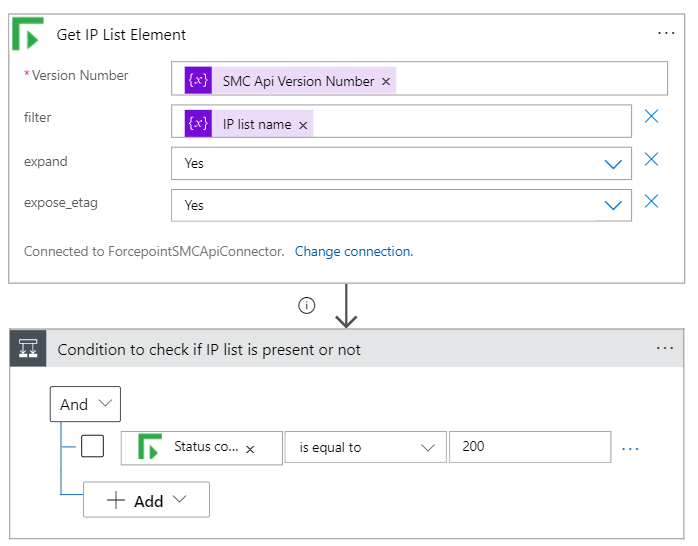 Get IP List Element
...
* Version Number
{x} SMC Api Version Number ×
filter
{x} IP list name ×
expand
Yes
expose_etag
Yes
Connected to ForcepointSMCApiConnector. Change connection.
Condition to check if IP list is present or not
...
And
Status co... ×
is equal to
200
...
+ Add